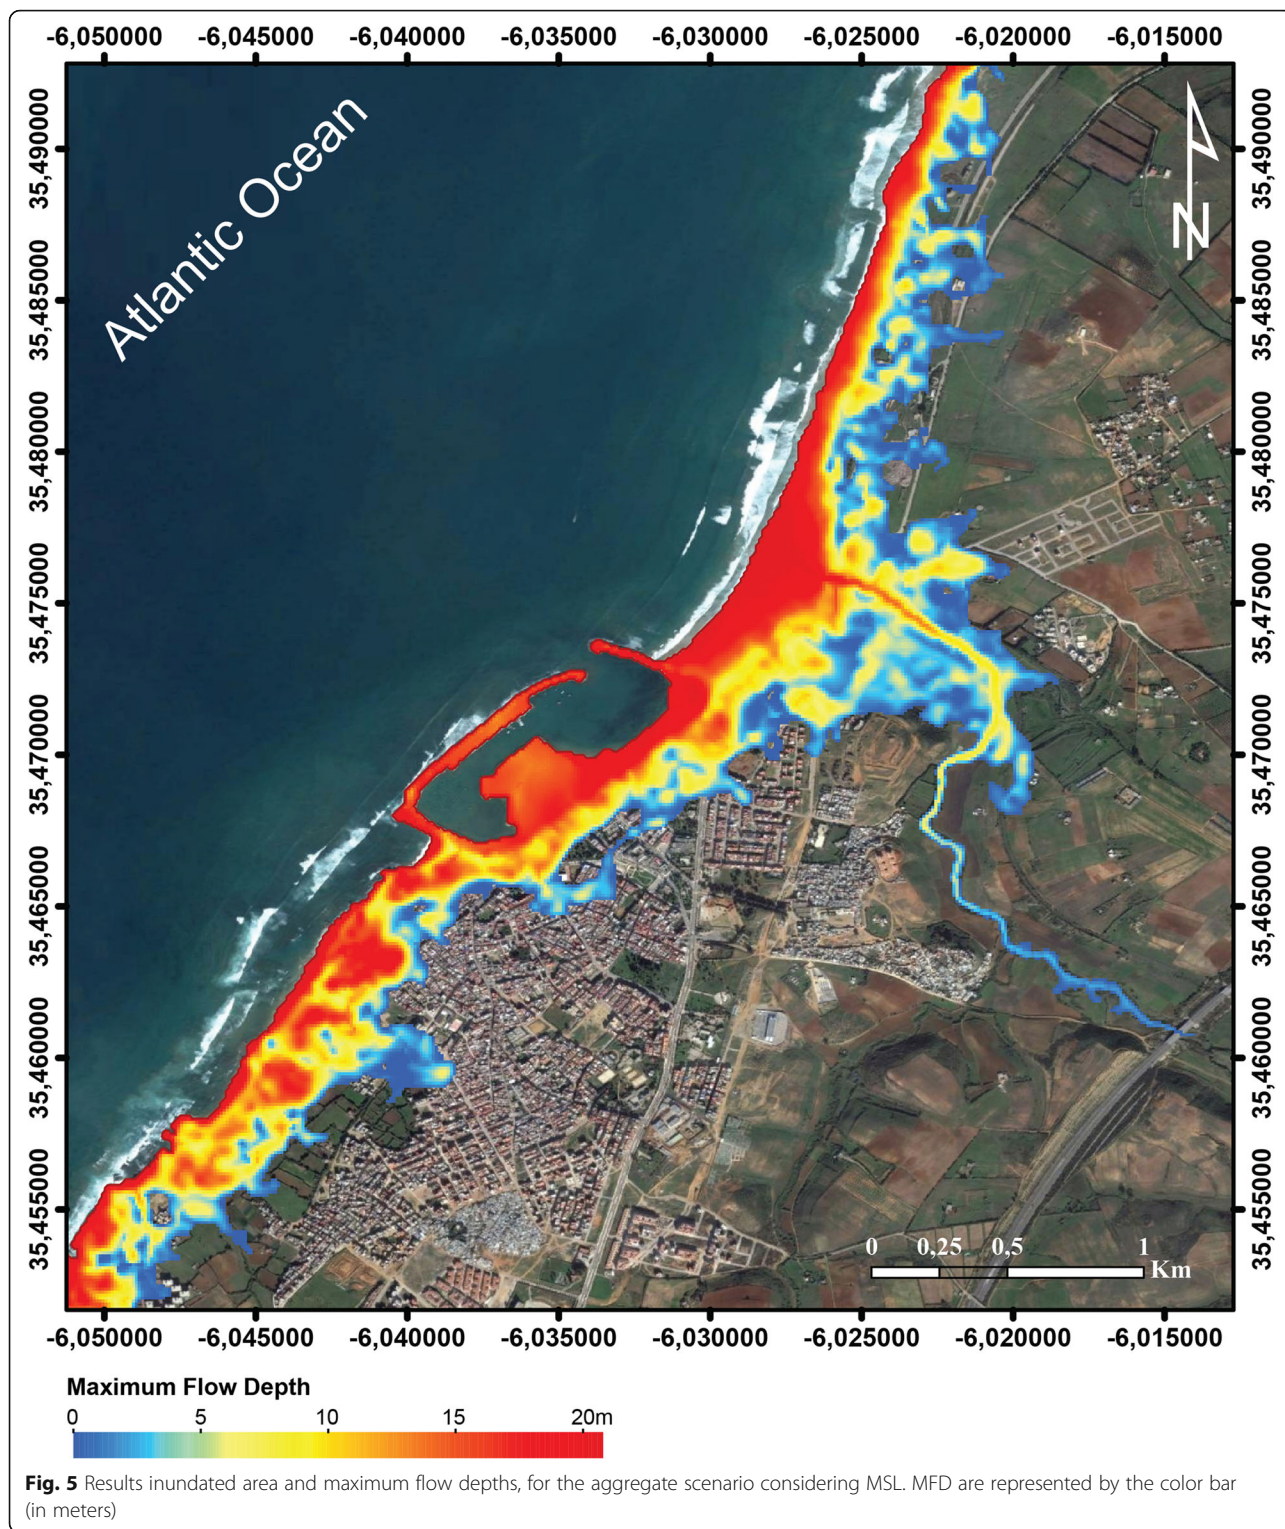 -6,050000 -6,045000 -6,040000 -6,035000 -6,030000 -6,025000 -6,020000 -6,015000
35,490000
35,485000
35,480000
35,475000
35,470000
35,465000
35,460000
35,455000
Atlantic Ocean
N
35,490000
35,485000
35,480000
35,475000
35,470000
35,465000
35,460000
35,455000
0 0,25 0,5 1
Km
-6,050000 -6,045000 -6,040000 -6,035000 -6,030000 -6,025000 -6,020000 -6,015000
Maximum Flow Depth
0 5 10 15 20m
Fig. 5 Results inundated area and maximum flow depths, for the aggregate scenario considering MSL. MFD are represented by the color bar
(in meters)